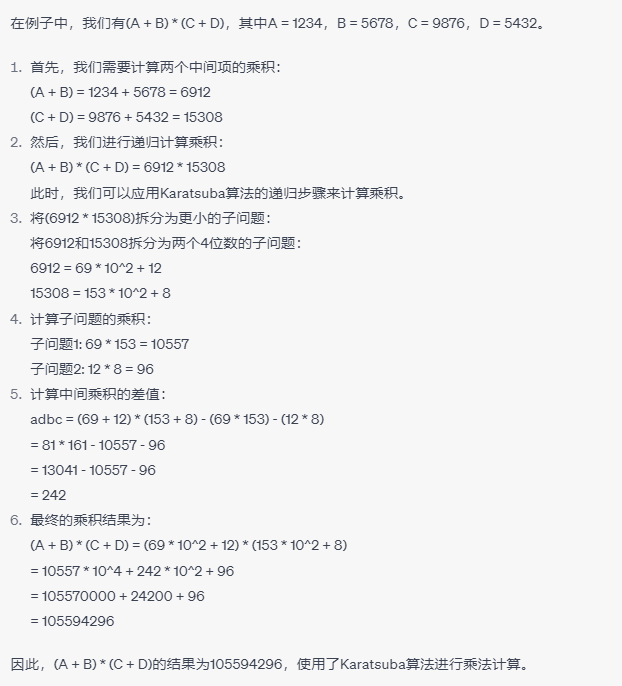 在例子中，我们有(A + B) * (C + D)，其中A = 1234，B = 5678，C = 9876，D = 5432。
1. 首先，我们需要计算两个中间项的乘积：
(A + B) = 1234 + 5678 = 6912
(C + D) = 9876 + 5432 = 15308
2. 然后，我们进行递归计算乘积：
(A + B) * (C + D) = 6912 * 15308
此时，我们可以应用Karatsuba算法的递归步骤来计算乘积。
3. 将(6912 * 15308)拆分为更小的子问题：
将6912和15308拆分为两个4位数的子问题：
6912 = 69 * 10^2 + 12
15308 = 153 * 10^2 + 8
4. 计算子问题的乘积：
子问题1: 69 * 153 = 10557
子问题2: 12 * 8 = 96
5. 计算中间乘积的差值：
adbc = (69 + 12) * (153 + 8) - (69 * 153) - (12 * 8)
= 81 * 161 - 10557 - 96
= 13041 - 10557 - 96
= 242
6. 最终的乘积结果为：
(A + B) * (C + D) = (69 * 10^2 + 12) * (153 * 10^2 + 8)
= 10557 * 10^4 + 242 * 10^2 + 96
= 105570000 + 24200 + 96
= 105594296
因此，(A + B) * (C + D)的结果为105594296，使用了Karatsuba算法进行乘法计算。